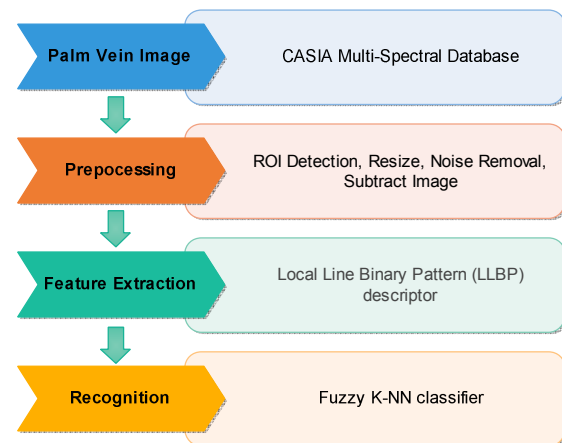 Palm Vein Image
CASIA Multi-Spectral Database
Prepocessing
ROI Detection, Resize, Noise Removal,
Subtract Image
Feature Extraction
Local Line Binary Pattern (LLBP)
descriptor
Recognition
Fuzzy K-NN classifier